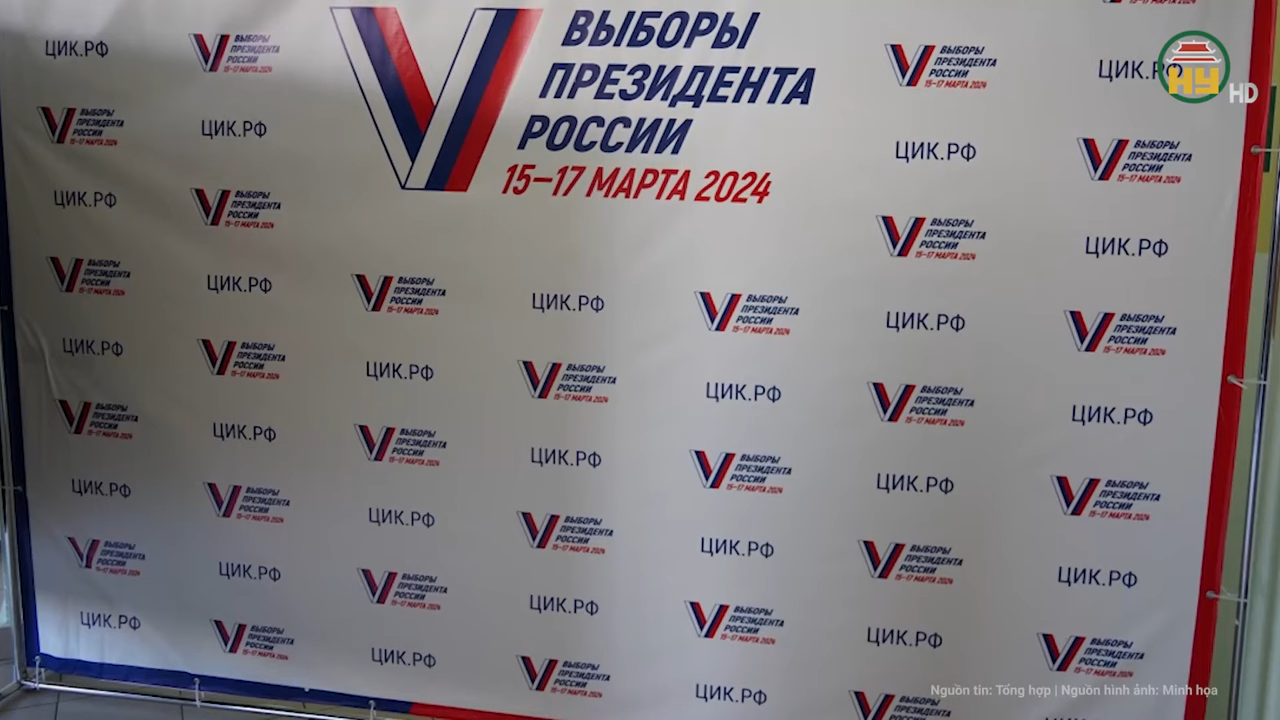 ВЫБОРЫ
ПРЕЗИДЕНТА
РОССИИ
15–17 МАРТА 2024
ЦИК.РФ
ВЫБОРЫ
ПРЕЗИДЕНТА
РОССИИ
15–17 МАРТА 2024
HY HD
Nguồn tin: Tổng hợp | Nguồn hình ảnh: Minh họa